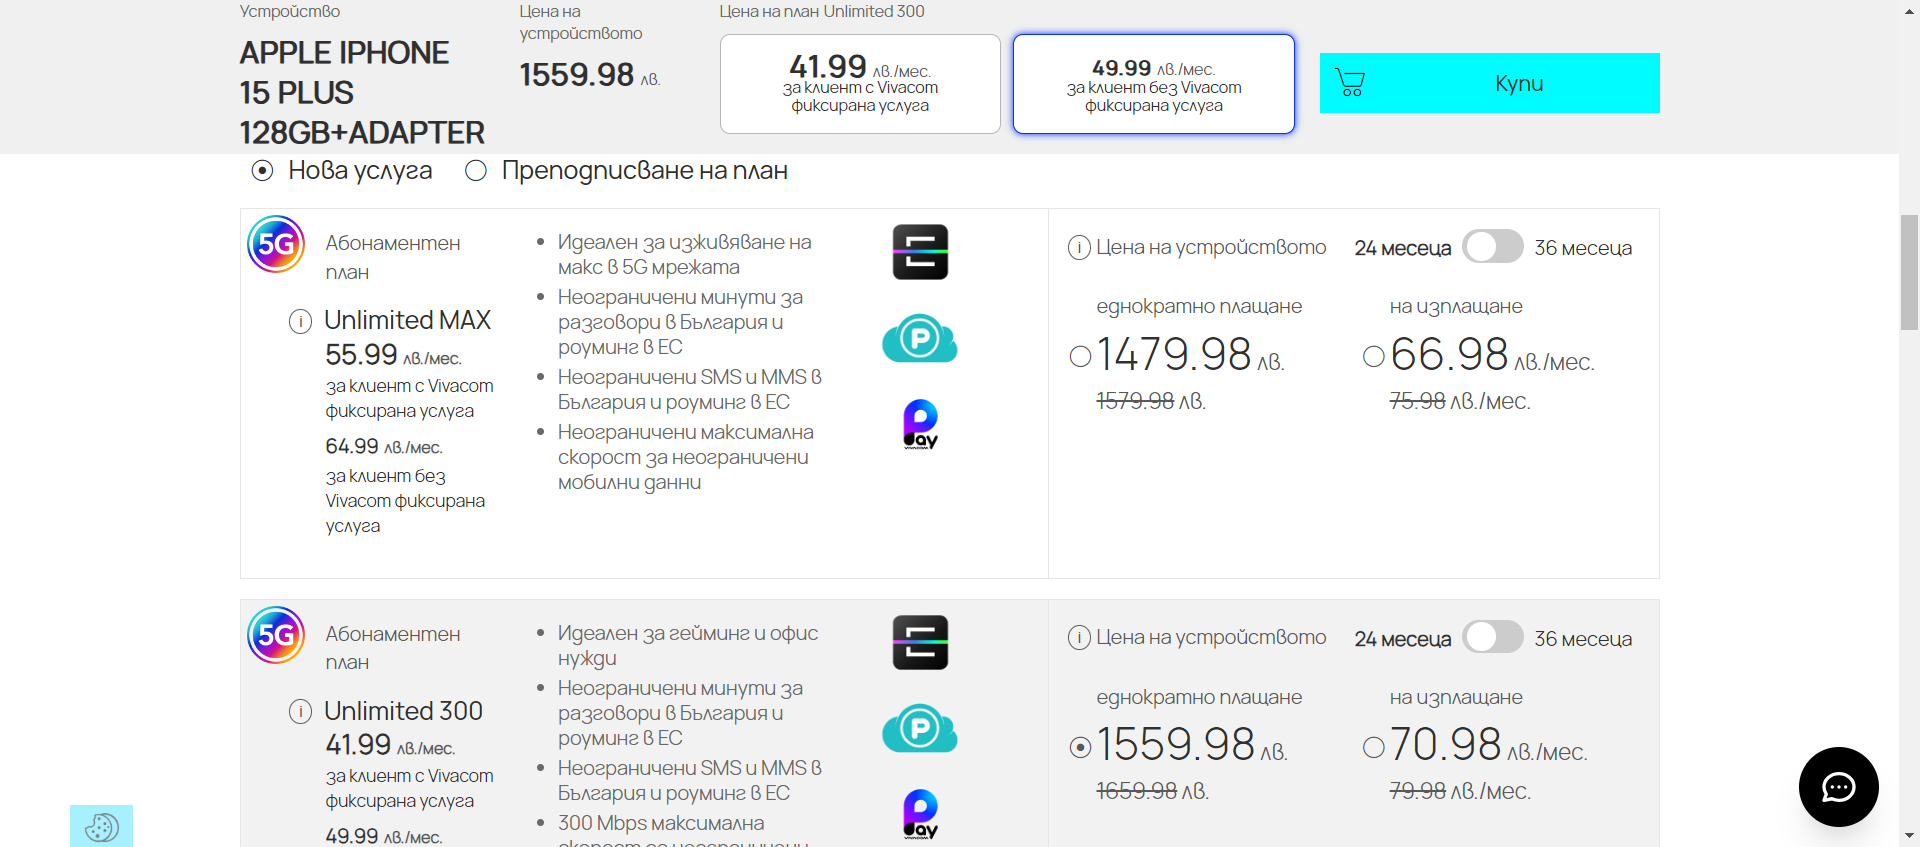 Устройство
APPLE IPHONE
15 PLUS
128GB+ADAPTER
Цена на
устройството
1559.98 лв.
Цена на план Unlimited 300
41.99 лв./мес.
за клиент с Vivacom
фиксирана услуга
49.99 лв./мес.
за клиент без Vivacom
фиксирана услуга
Купи
Нова услуга
Преподписване на план
5G
Абонаментен
план
i Unlimited MAX
55.99 лв./мес.
за клиент с Vivacom
фиксирана услуга
64.99 лв./мес.
за клиент без
Vivacom фиксирана
услуга
• Идеален за изживяване на
макс в 5G мрежата
• Неограничени минути за
разговори в България и
роуминг в ЕС
• Неограничени SMS и MMS в
България и роуминг в ЕС
• Неограничени максимална
скорост за неограничени
мобилни данни
P
Pay
VIVACOM
i Цена на устройството
24 месеца
36 месеца
еднократно плащане
1479.98 лв.
1579.98 лв.
на изплащане
66.98 лв./мес.
75.98 лв./мес.
5G
Абонаментен
план
i Unlimited 300
41.99 лв./мес.
за клиент с Vivacom
фиксирана услуга
49.99 лв./мес.
• Идеален за гейминг и офис
нужди
• Неограничени минути за
разговори в България и
роуминг в ЕС
• Неограничени SMS и MMS в
България и роуминг в ЕС
• 300 Mbps максимална
скорост за неограничени
P
Pay
VIVACOM
i Цена на устройството
24 месеца
36 месеца
еднократно плащане
1559.98 лв.
1659.98 лв.
на изплащане
70.98 лв./мес.
79.98 лв./мес.